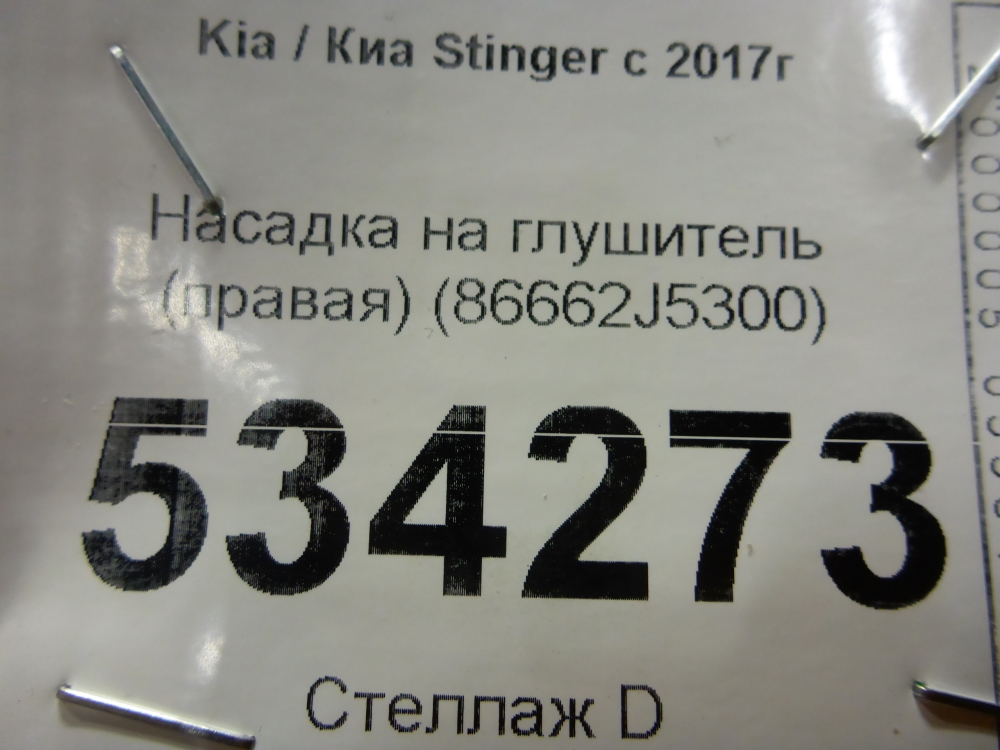 Kia / Киа Stinger с 2017г
Насадка на глушитель
(правая) (86662J5300)
534273
Стеллаж D